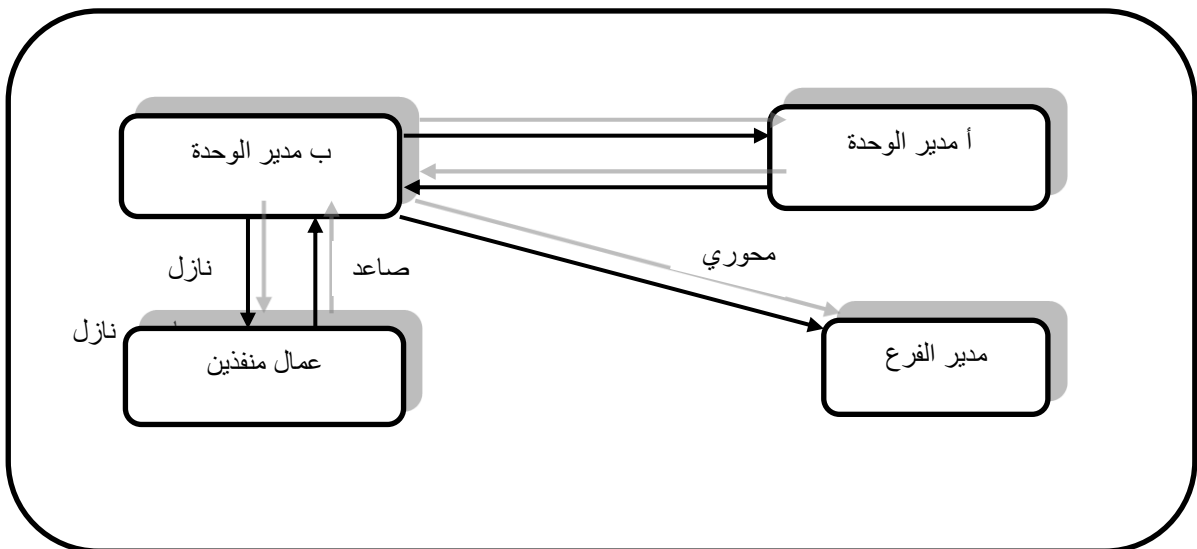 أ مدير الوحدة
ب مدير الوحدة
محوري
صاعد
نازل
نازل
مدير الفرع
عمال منفذين